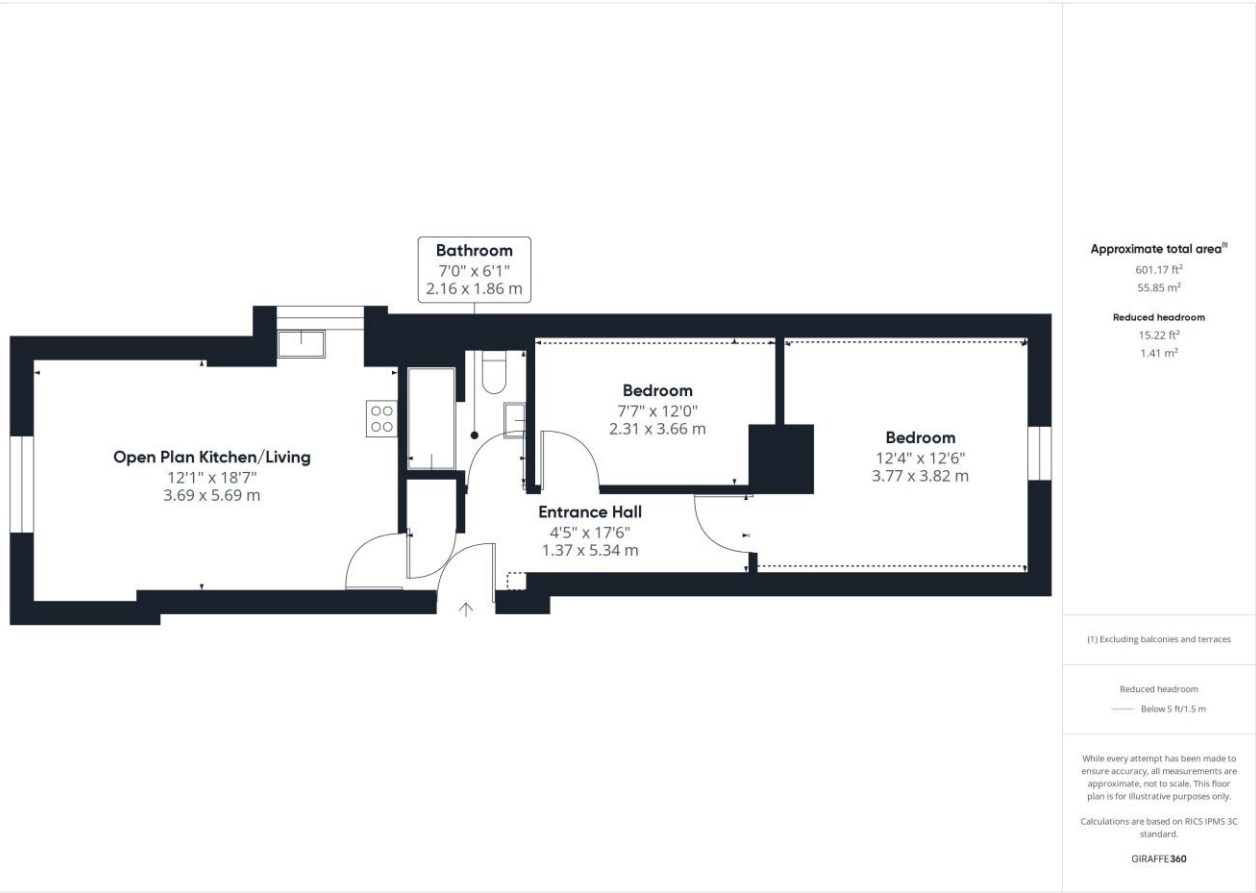 Bathroom
7'0" x 6'1"
2.16 x 1.86 m
Open Plan Kitchen/Living
12'1" x 18'7"
3.69 x 5.69 m
Bedroom
7'7" x 12'0"
2.31 x 3.66 m
Bedroom
12'4" x 12'6"
3.77 x 3.82 m
Entrance Hall
4'5" x 17'6"
1.37 x 5.34 m
Approximate total area(1)
601.17 ft²
55.85 m²
Reduced headroom
15.22 ft²
1.41 m²
(1) Excluding balconies and terraces
Reduced headroom
Below 5 ft/1.5 m
While every attempt has been made to
ensure accuracy, all measurements are
approximate, not to scale. This floor
plan is for illustrative purposes only.
Calculations are based on RICS IPMS 3C
standard.
GIRAFFE360